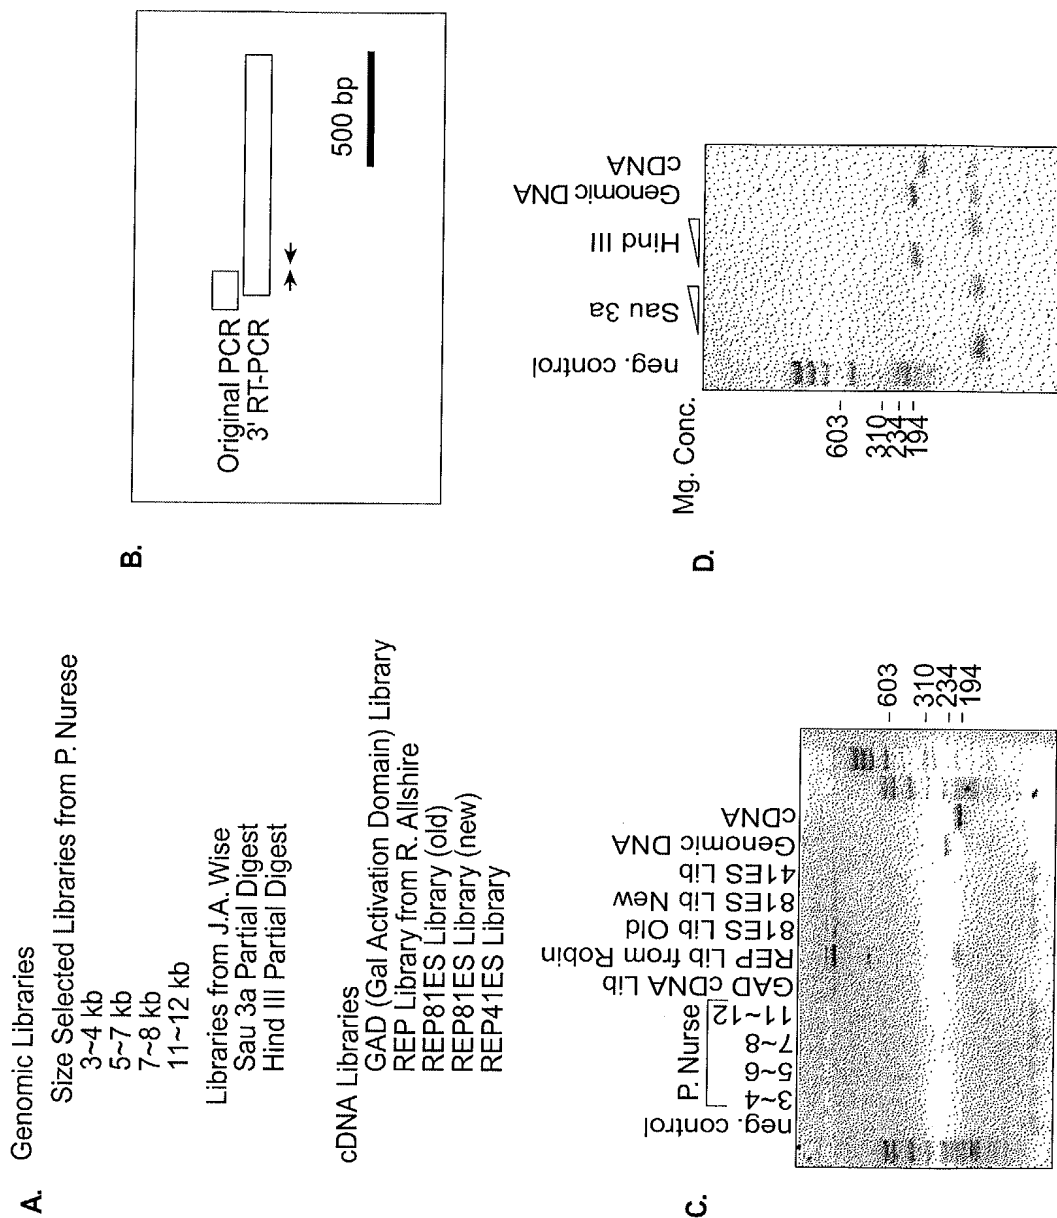 A.
Genomic Libraries
Size Selected Libraries from P. Nurese
3~4 kb
5~7 kb
7~8 kb
11~12 kb
Libraries from J.A. Wise
Sau 3a Partial Digest
Hind III Partial Digest
cDNA Libraries
GAD (Gal Activation Domain) Library
REP Library from R. Allshire
REP81ES Library (old)
REP81ES Library (new)
REP41ES Library
B.
Original PCR
3' RT-PCR
500 bp
C.
neg. control
P. Nurse
3~4
5~6
7~8
11~12
GAD cDNA Lib
REP Lib from Robin
81ES Lib Old
81ES Lib New
41ES Lib
Genomic DNA
cDNA
603
310
234
194
D.
Mg. Conc.
neg. control
Sau 3a
Hind III
Genomic DNA
cDNA
603
310
234
194